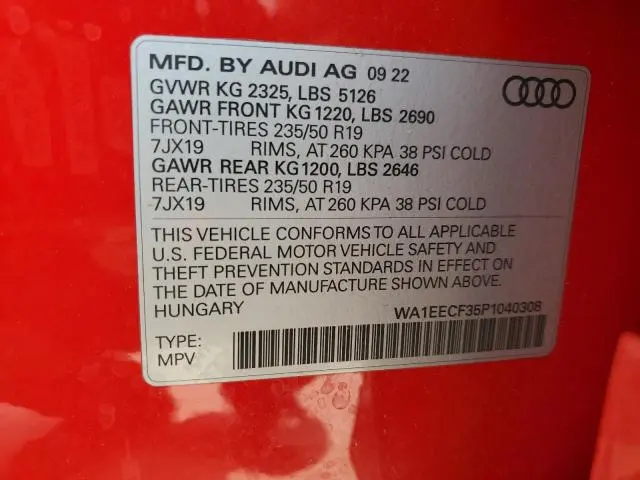 MFD. BY AUDI AG 09 22
GVWR KG 2325, LBS 5126
GAWR FRONT KG 1220, LBS 2690
FRONT-TIRES 235/50 R19
7JX19 RIMS, AT 260 KPA 38 PSI COLD
GAWR REAR KG 1200, LBS 2646
REAR-TIRES 235/50 R19
7JX19 RIMS, AT 260 KPA 38 PSI COLD
THIS VEHICLE CONFORMS TO ALL APPLICABLE
U.S. FEDERAL MOTOR VEHICLE SAFETY AND
THEFT PREVENTION STANDARDS IN EFFECT ON
THE DATE OF MANUFACTURE SHOWN ABOVE.
HUNGARY WA1EECF35P1040308
TYPE:
MPV